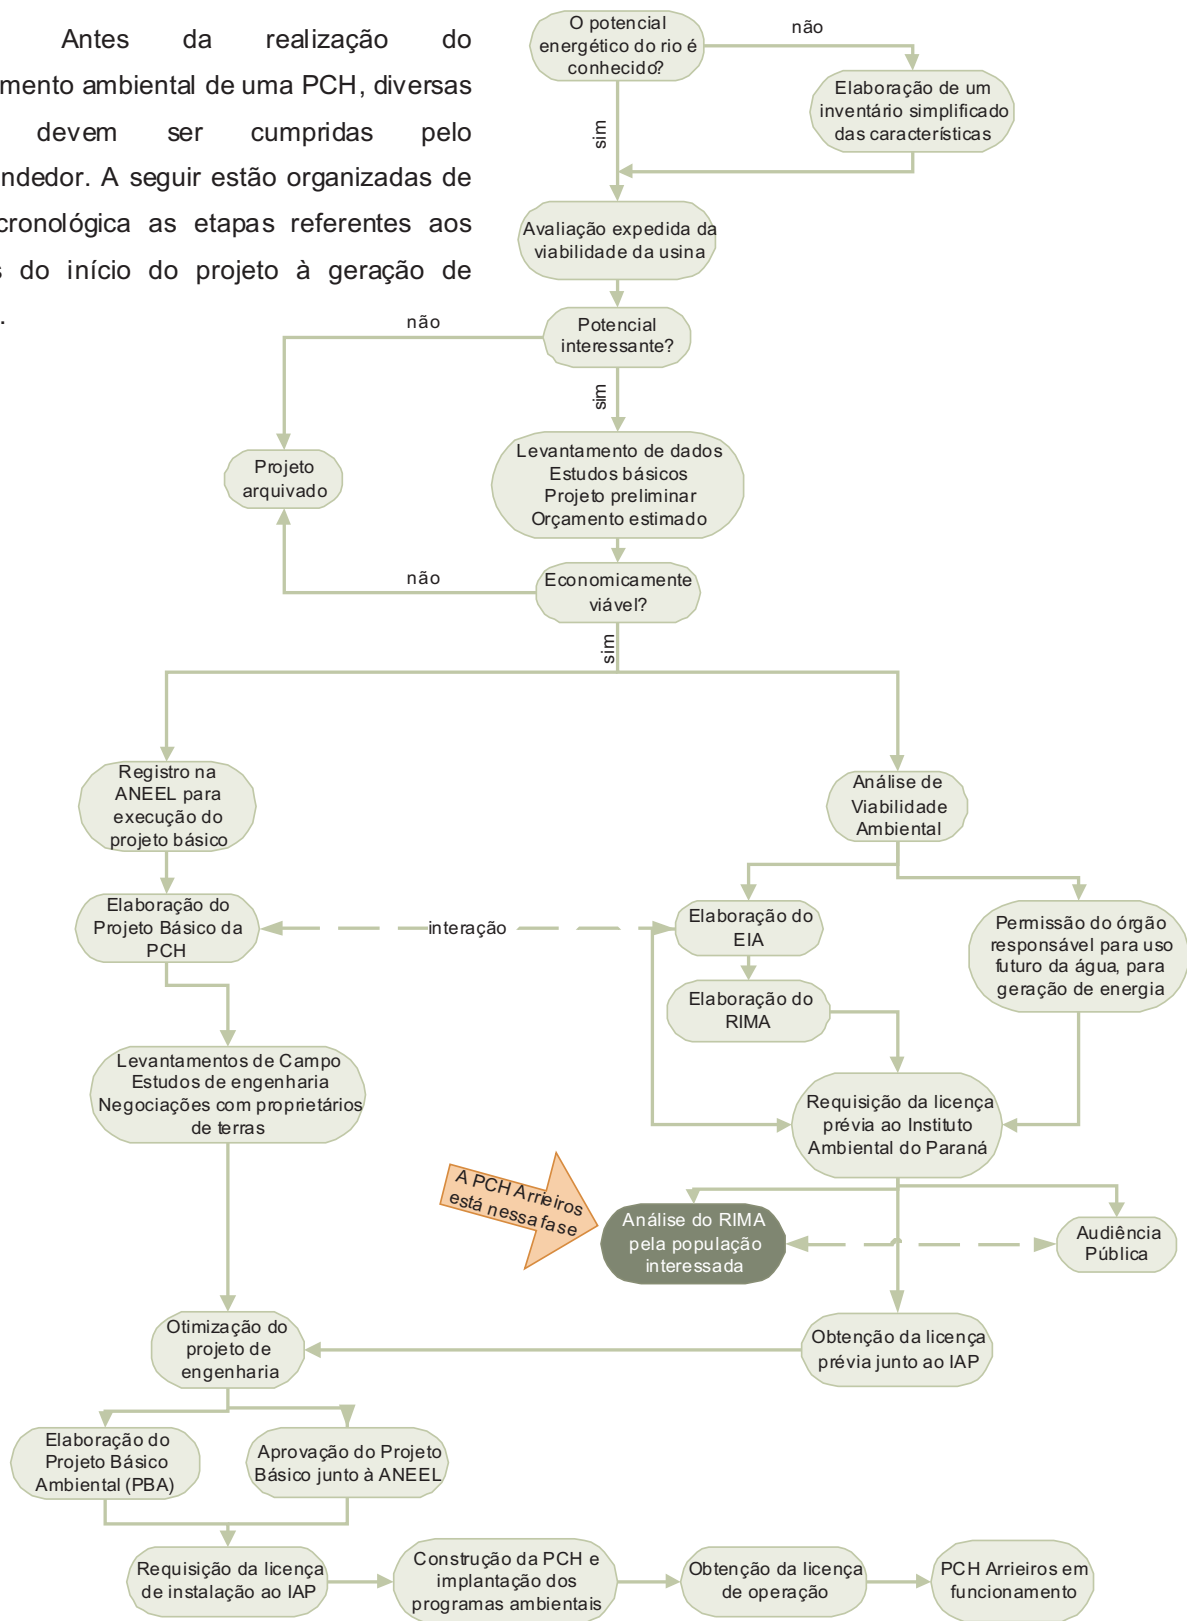 Antes da realização do
mento ambiental de uma PCH, diversas
devem ser cumpridas pelo
ndedor. A seguir estão organizadas de
cronológica as etapas referentes aos
s do início do projeto à geração de
.
O potencial
energético do rio é
conhecido?
não
Elaboração de um
inventário simplificado
das características
sim
Avaliação expedida da
viabilidade da usina
não
Potencial
interessante?
sim
Projeto
arquivado
Levantamento de dados
Estudos básicos
Projeto preliminar
Orçamento estimado
não
Economicamente
viável?
sim
Registro na
ANEEL para
execução do
projeto básico
Análise de
Viabilidade
Ambiental
Elaboração do
Projeto Básico da
PCH
interação
Elaboração do
EIA
Permissão do órgão
responsável para uso
futuro da água, para
geração de energia
Elaboração do
RIMA
Levantamentos de Campo
Estudos de engenharia
Negociações com proprietários
de terras
Requisição da licença
prévia ao Instituto
Ambiental do Paraná
A PCH Arrieiros
está nessa fase
Análise do RIMA
pela população
interessada
Audiência
Pública
Otimização do
projeto de
engenharia
Obtenção da licença
prévia junto ao IAP
Elaboração do
Projeto Básico
Ambiental (PBA)
Aprovação do Projeto
Básico junto à ANEEL
Requisição da licença
de instalação ao IAP
Construção da PCH e
implantação dos
programas ambientais
Obtenção da licença
de operação
PCH Arrieiros em
funcionamento